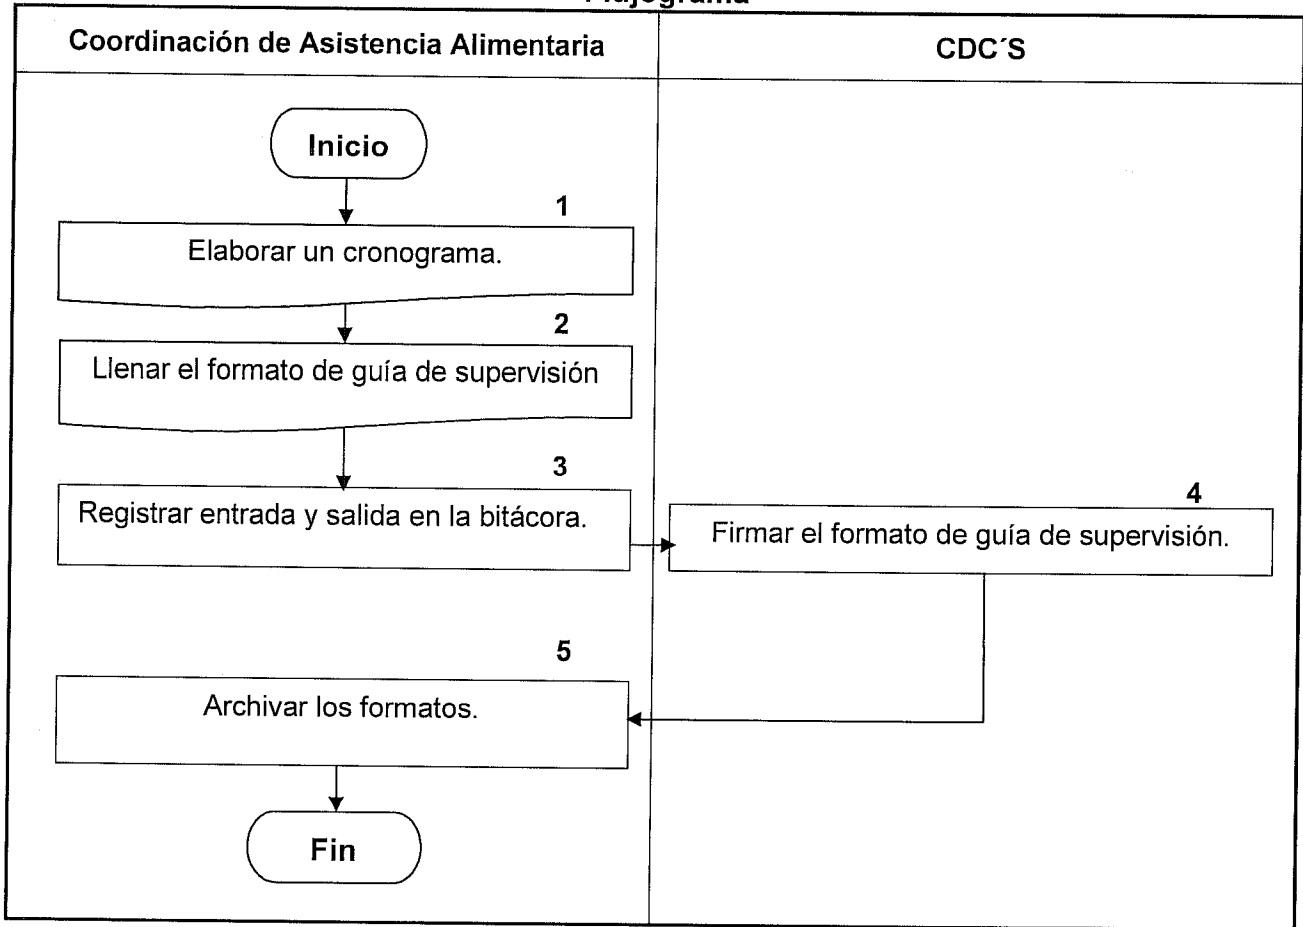 Flujograma
Coordinación de Asistencia Alimentaria
CDC´S
Inicio
1
Elaborar un cronograma.
2
Llenar el formato de guía de supervisión
3
Registrar entrada y salida en la bitácora.
4
Firmar el formato de guía de supervisión.
5
Archivar los formatos.
Fin